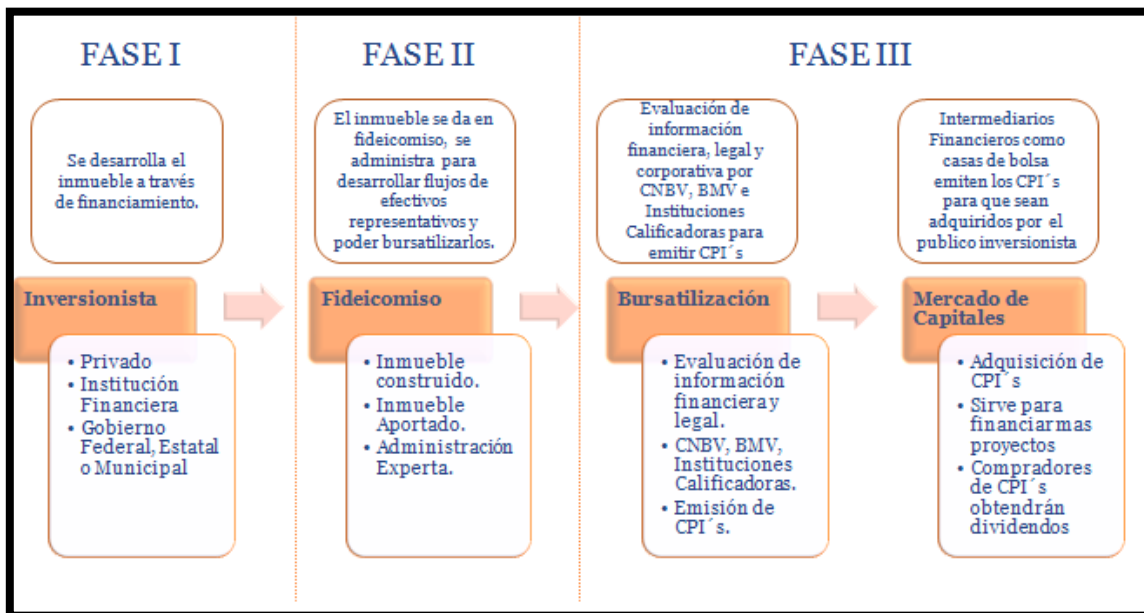 FASE I
Se desarrolla el
inmueble a través
de financiamiento.
Inversionista
• Privado
• Institución
Financiera
• Gobierno
Federal, Estatal
o Municipal
FASE II
El inmueble se da en
fideicomiso, se
administra para
desarrollar flujos de
efectivos
representativos y
poder bursatilizarlos.
Fideicomiso
• Inmueble
construido.
• Inmueble
Aportado.
• Administración
Experta.
FASE III
Evaluación de
información
financiera, legal y
corporativa por
CNBV, BMV e
Instituciones
Calificadoras para
emitir CPI´s
Bursatilización
• Evaluación de
información
financiera y
legal.
• CNBV, BMV,
Instituciones
Calificadoras.
• Emisión de
CPI´s.
Intermediarios
Financieros como
casas de bolsa
emiten los CPI´s
para que sean
adquiridos por el
publico inversionista
Mercado de
Capitales
• Adquisición de
CPI´s
• Sirve para
financiarmas
proyectos
• Compradores
de CPI´s
obtendrán
dividendos